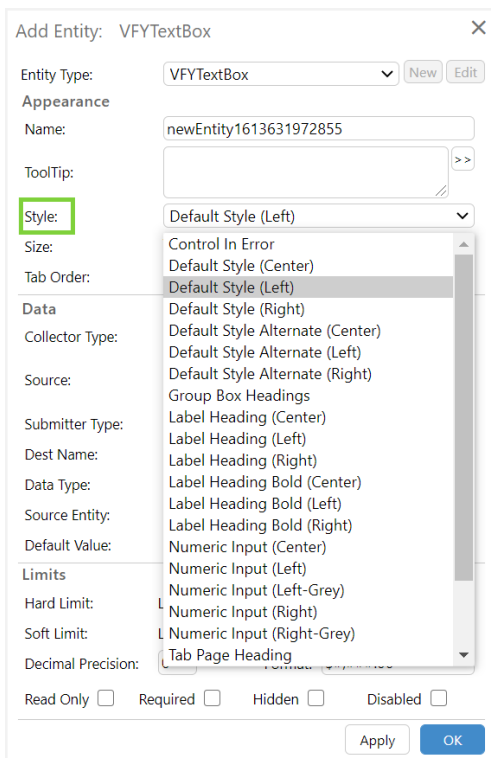 Add Entity: VFYTextBox
Entity Type: VFYTextBox New Edit
Appearance
Name: newEntity1613631972855
ToolTip: >>
Style: Default Style (Left)
Size: Control In Error
Default Style (Center)
Tab Order: Default Style (Left)
Data Default Style (Right)
Collector Type: Default Style Alternate (Center)
Default Style Alternate (Left)
Source: Default Style Alternate (Right)
Group Box Headings
Submitter Type: Label Heading (Center)
Label Heading (Left)
Dest Name: Label Heading (Right)
Data Type: Label Heading Bold (Center)
Source Entity: Label Heading Bold (Left)
Label Heading Bold (Right)
Default Value: Numeric Input (Center)
Limits Numeric Input (Left)
Hard Limit: Numeric Input (Left-Grey)
Numeric Input (Right)
Soft Limit: Numeric Input (Right-Grey)
Decimal Precision: Tab Page Heading
Read Only Required Hidden Disabled
Apply OK